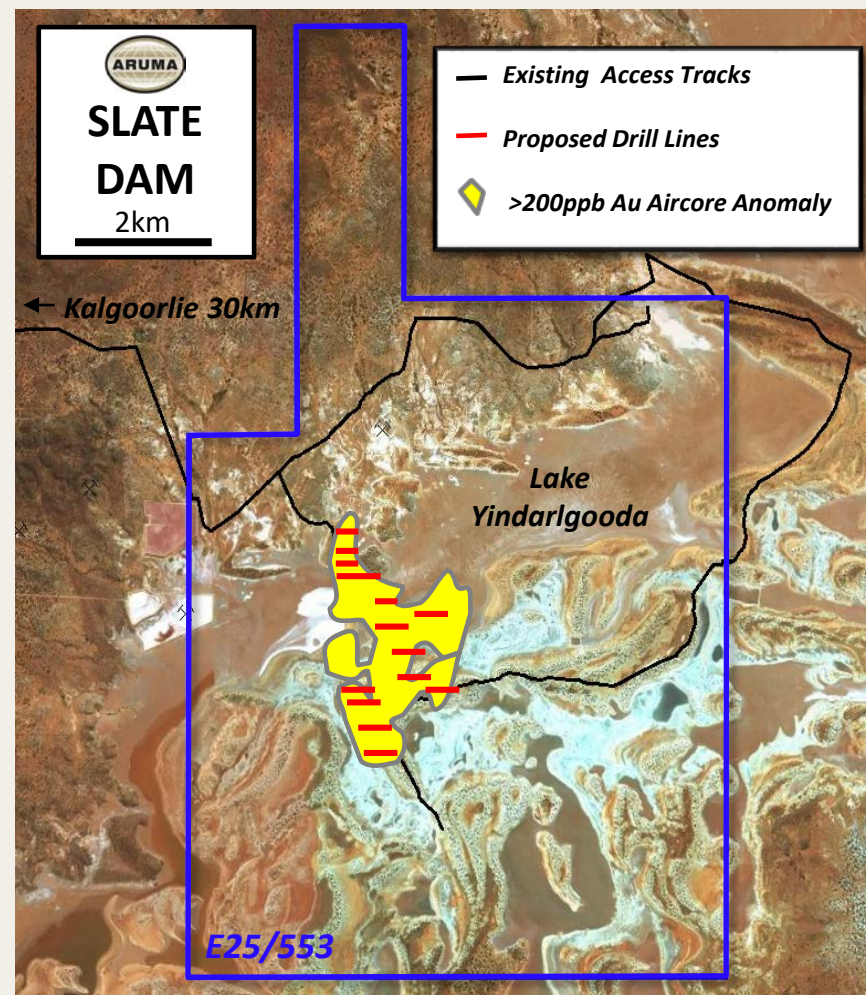 ARUMA
SLATE
DAM
2km
Existing Access Tracks
Proposed Drill Lines
>200ppb Au Aircore Anomaly
Kalgoorlie 30km
Lake
Yindarlgooda
E25/553